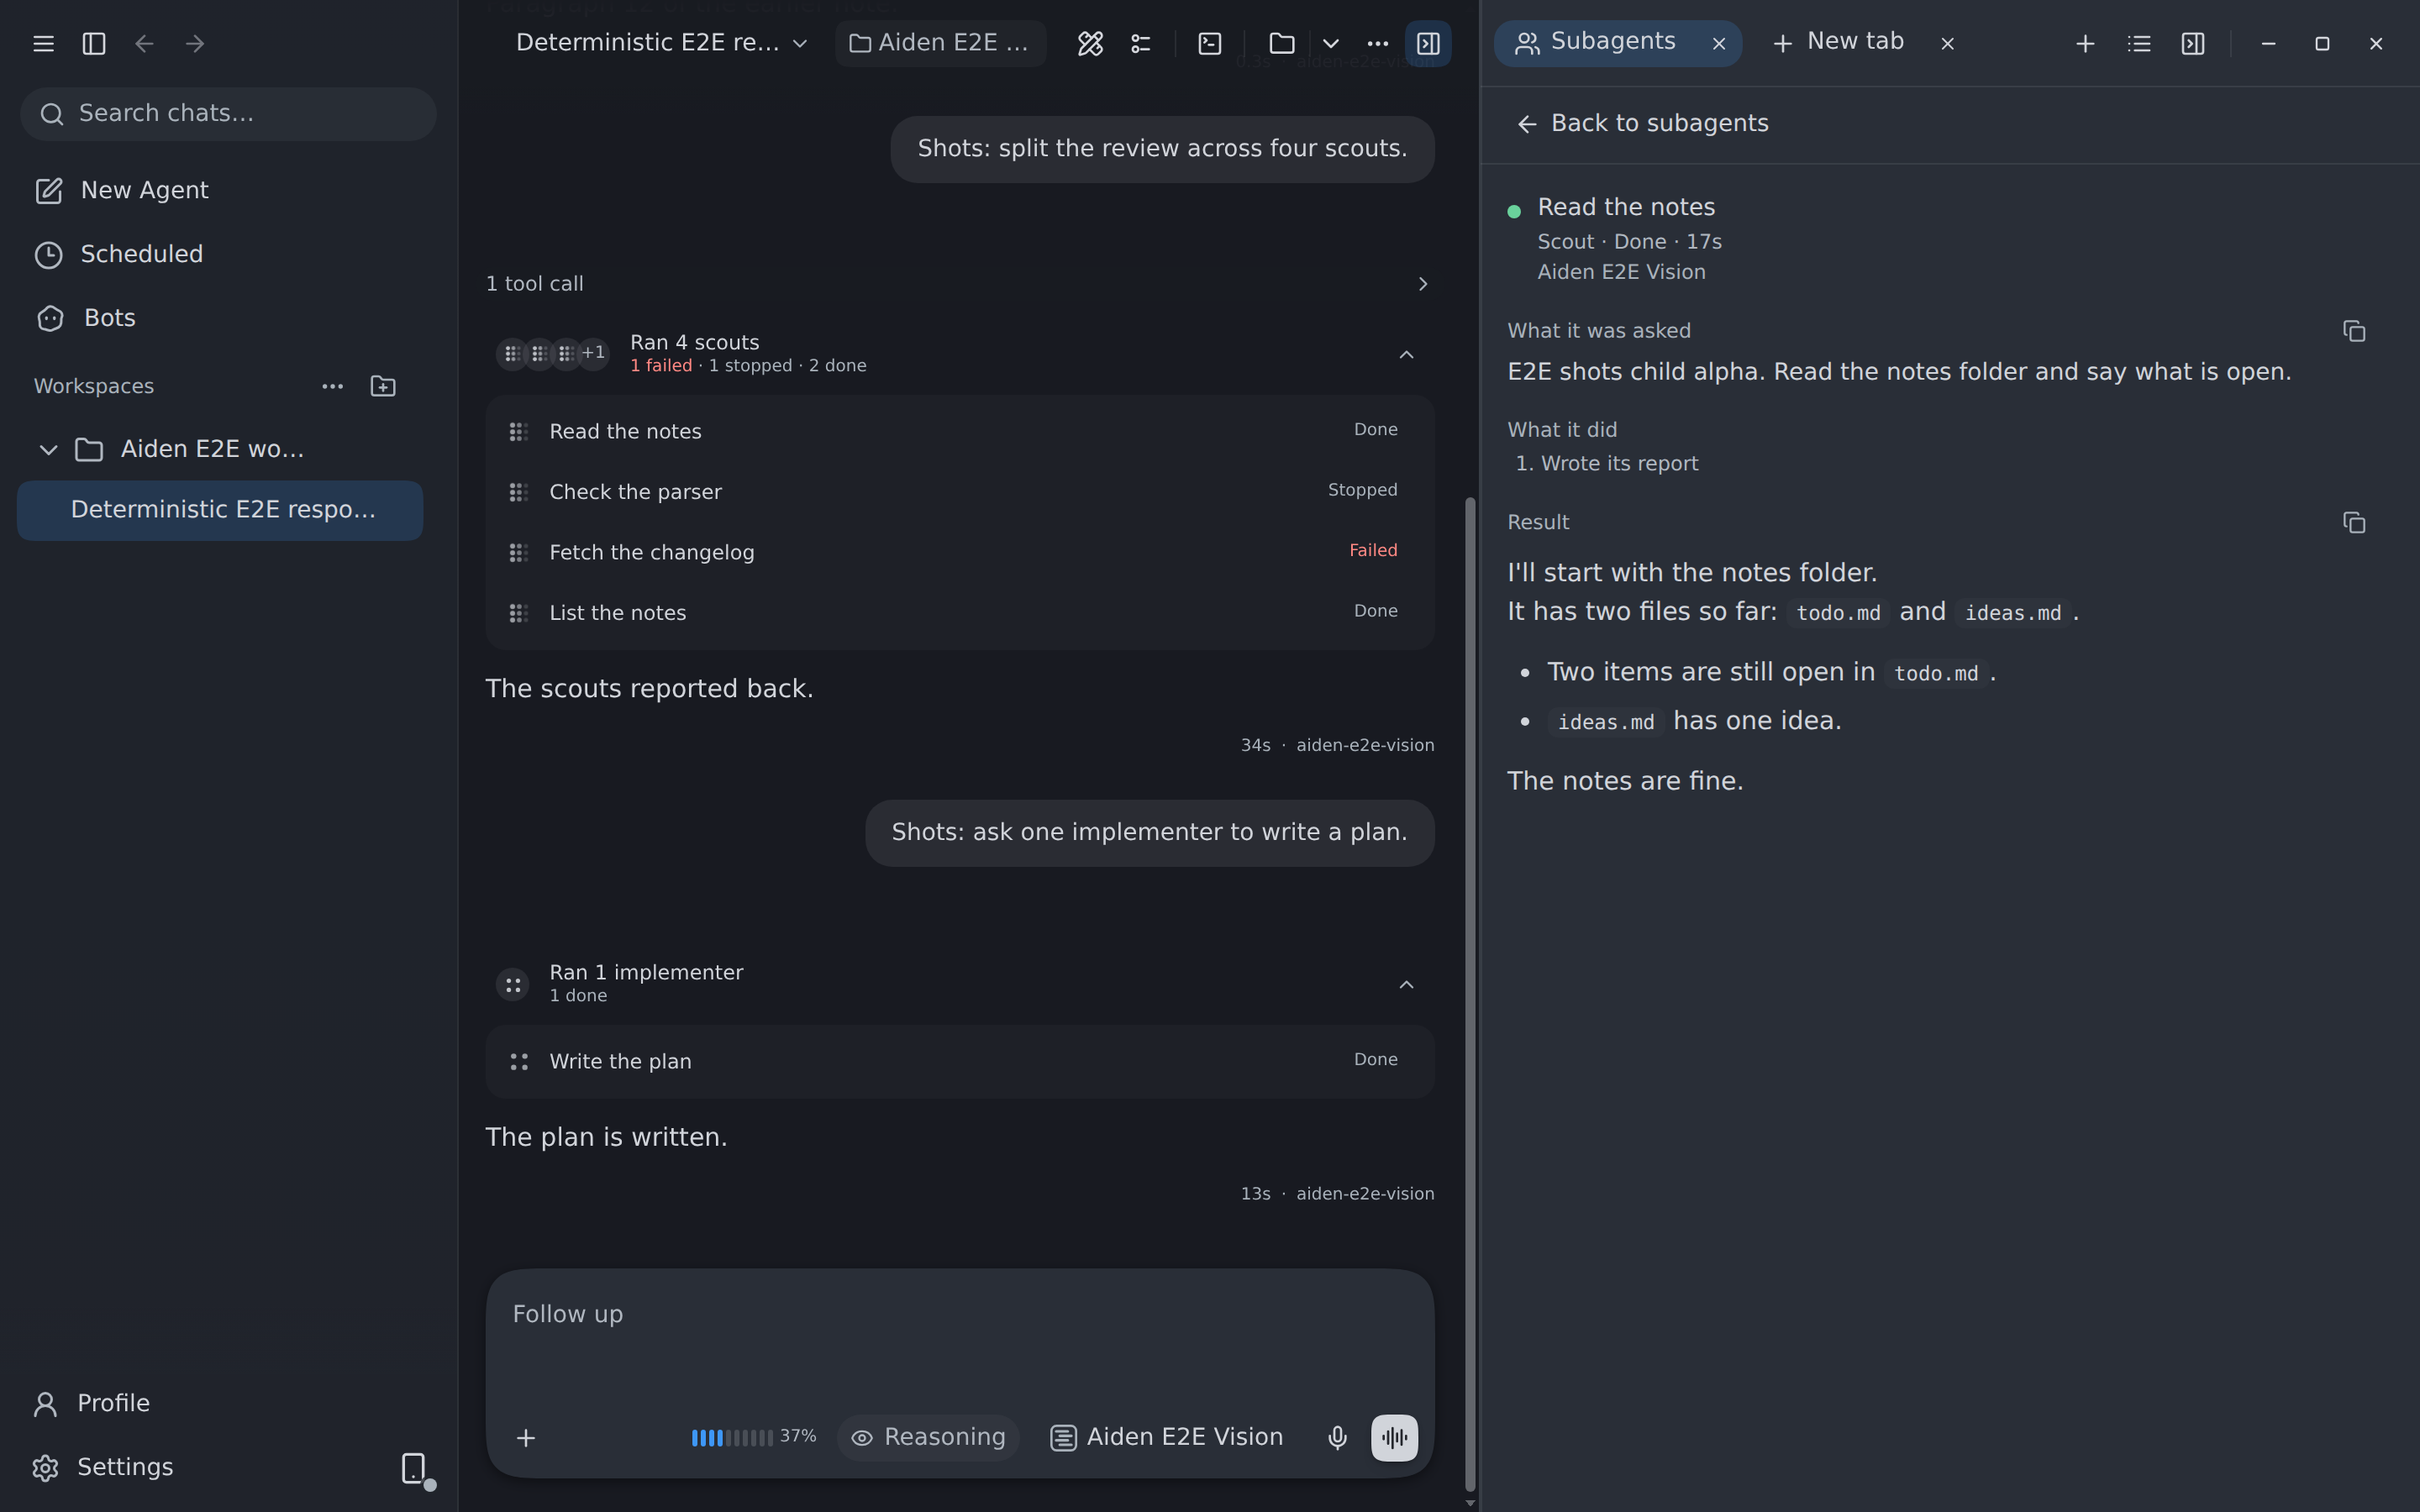 Search chats...
New Agent
Scheduled
Bots
Workspaces
Aiden E2E wo...
Deterministic E2E respo...
Profile
Settings
Deterministic E2E re...
Aiden E2E ...
0.3s · aiden-e2e-vision
Shots: split the review across four scouts.
1 tool call
+1
Ran 4 scouts
1 failed · 1 stopped · 2 done
Read the notes
Done
Check the parser
Stopped
Fetch the changelog
Failed
List the notes
Done
The scouts reported back.
34s · aiden-e2e-vision
Shots: ask one implementer to write a plan.
Ran 1 implementer
1 done
Write the plan
Done
The plan is written.
13s · aiden-e2e-vision
Follow up
37%
Reasoning
Aiden E2E Vision
Subagents
New tab
Back to subagents
Read the notes
Scout · Done · 17s
Aiden E2E Vision
What it was asked
E2E shots child alpha. Read the notes folder and say what is open.
What it did
1. Wrote its report
Result
I'll start with the notes folder.
It has two files so far: todo.md and ideas.md.
• Two items are still open in todo.md.
• ideas.md has one idea.
The notes are fine.